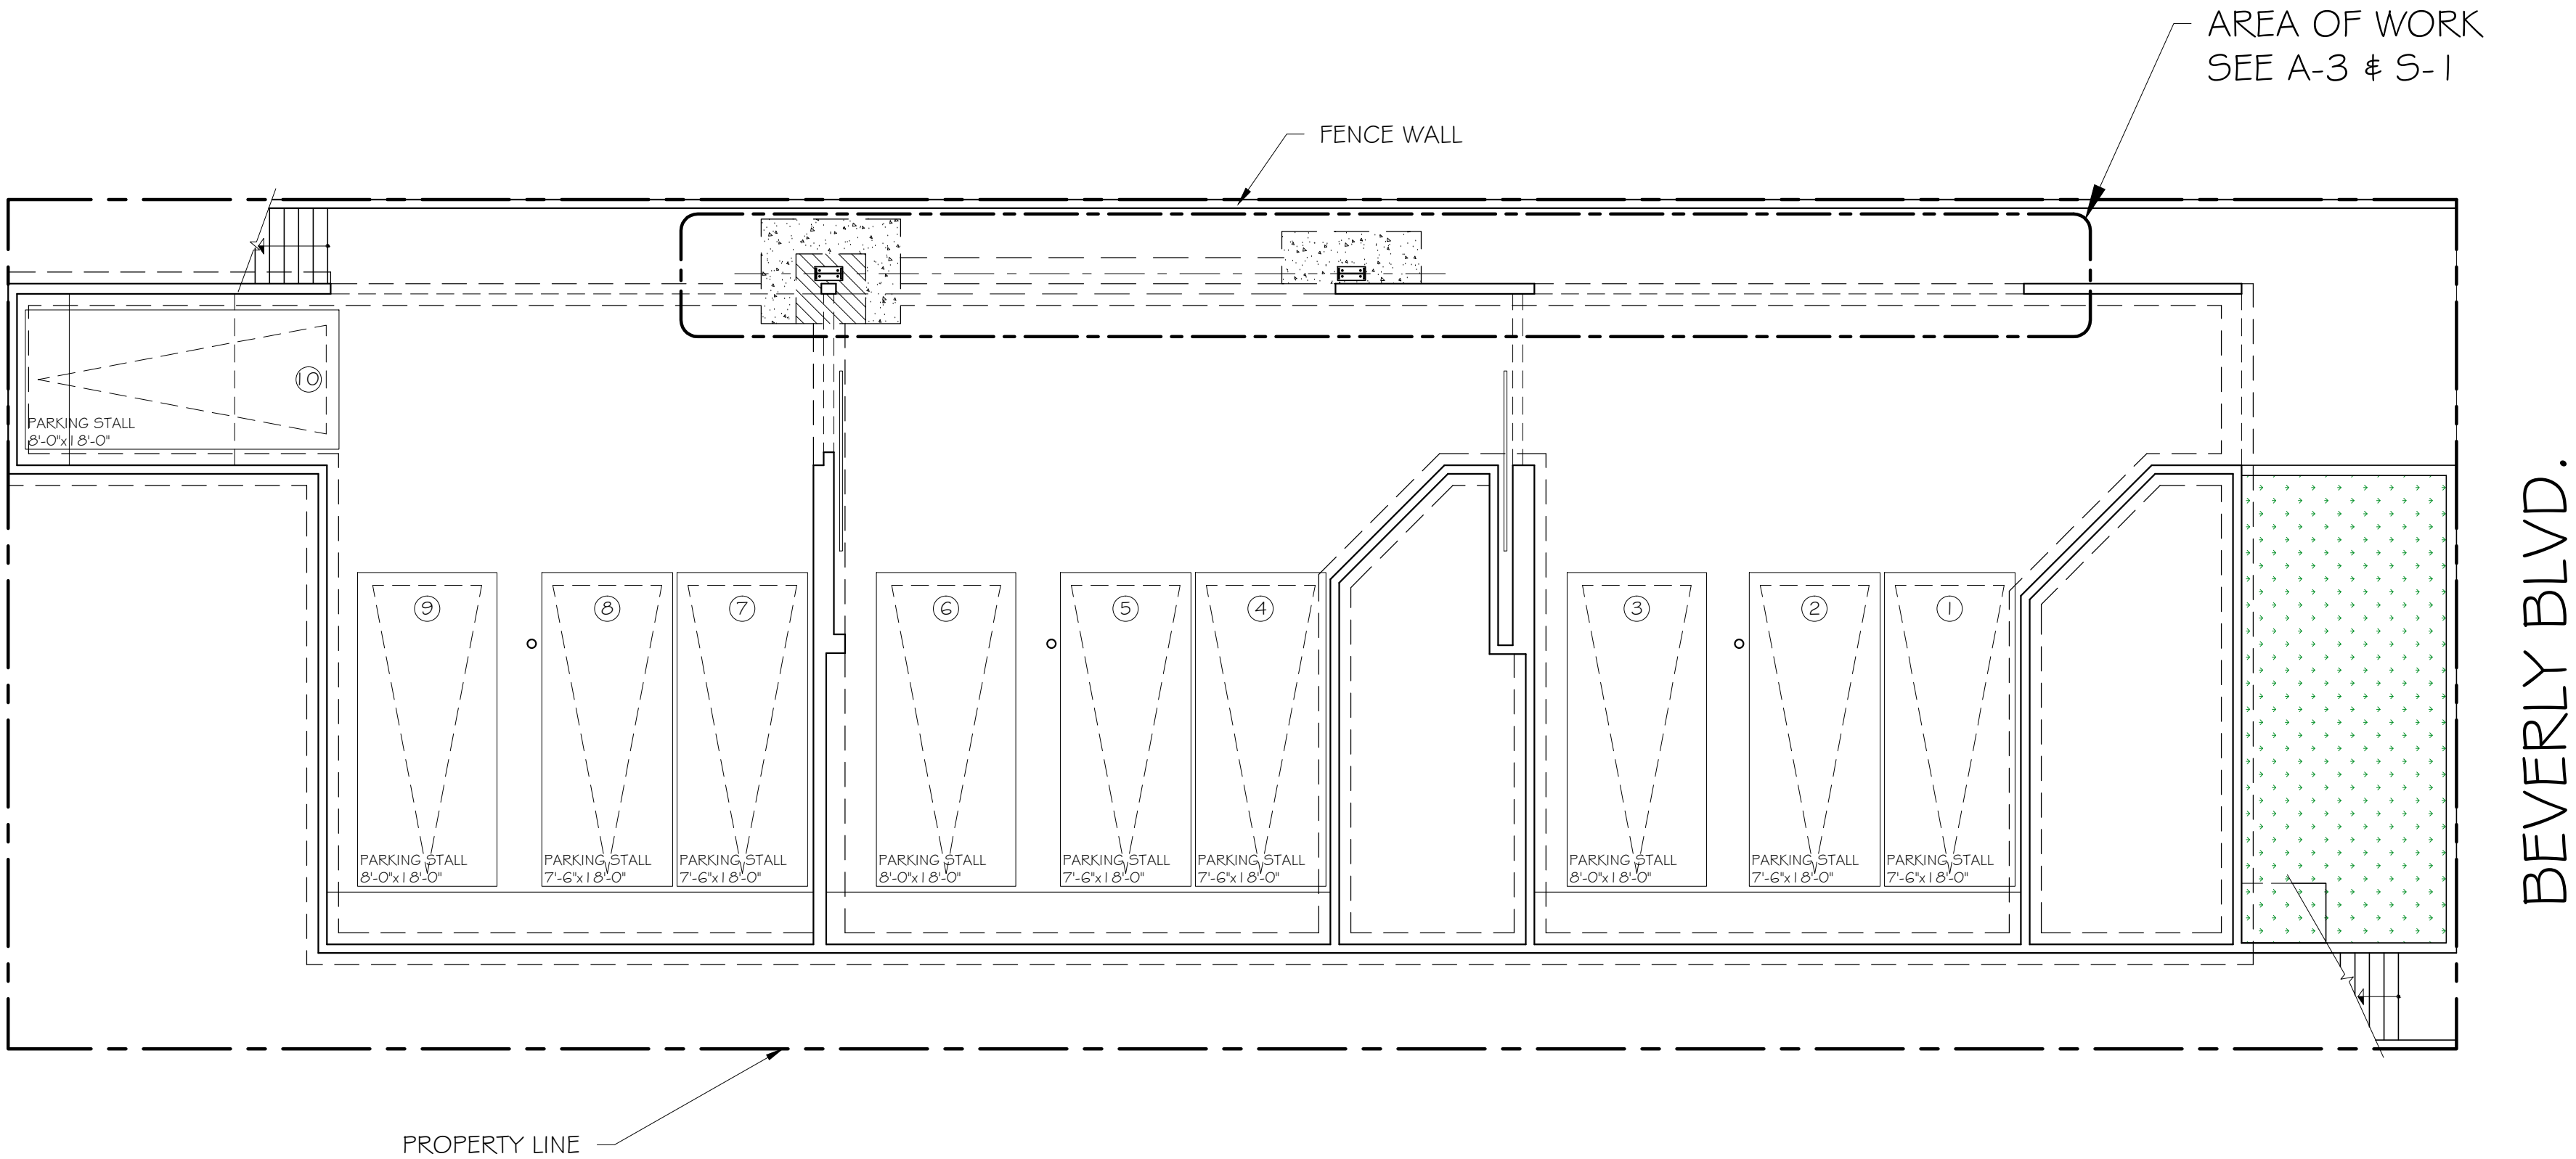 AREA OF WORK
SEE A-3 & S-1
FENCE WALL
10
PARKING STALL
8'-0"x18'-0"
9
PARKING STALL
8'-0"x18'-0"
8
PARKING STALL
7'-6"x18'-0"
7
PARKING STALL
7'-6"x18'-0"
6
PARKING STALL
8'-0"x18'-0"
5
PARKING STALL
7'-6"x18'-0"
4
PARKING STALL
7'-6"x18'-0"
3
PARKING STALL
8'-0"x18'-0"
2
PARKING STALL
7'-6"x18'-0"
1
PARKING STALL
7'-6"x18'-0"
BEVERLY BLVD.
PROPERTY LINE